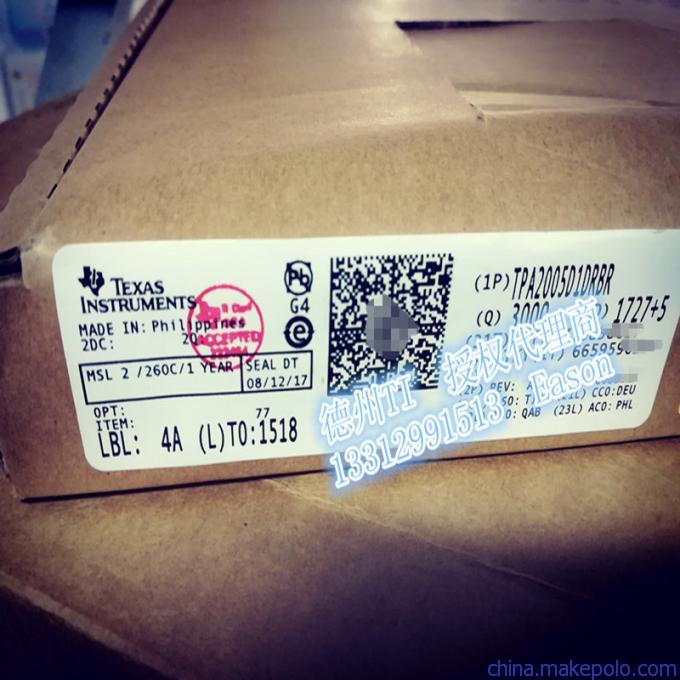 TEXAS
INSTRUMENTS
MADE IN: Philippines
2DC:
ACCEPTED
MSL 2 /260C/1 YEAR
SEAL DT
08/12/17
OPT:
ITEM:
77
LBL: 4A (L)TO:1518
Pb
G4
e
(1P) TPA2005D1DRBR
(Q) 3000
1727+5
REV:
CCO:DEU
QAB (23L) ACO: PHL
德州TI 授权代理商
13312991513 Eason
china.makepolo.com